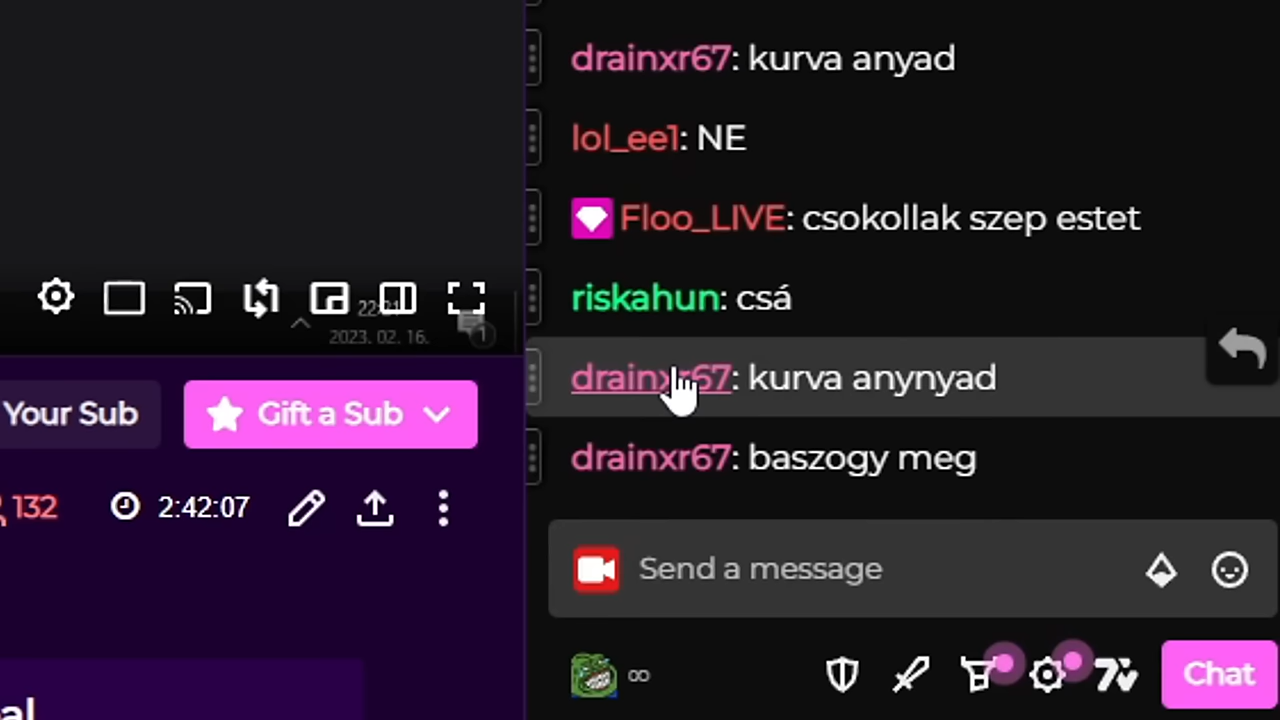 drainxr67: kurva anyad
lol_ee1: NE
Floo_LIVE: csokollak szep estet
riskahun: csá
drainxr67: kurva anynyad
drainxr67: baszogy meg
Send a message
∞
Chat
2023. 02. 16.
1
Your Sub
Gift a Sub
132
2:42:07